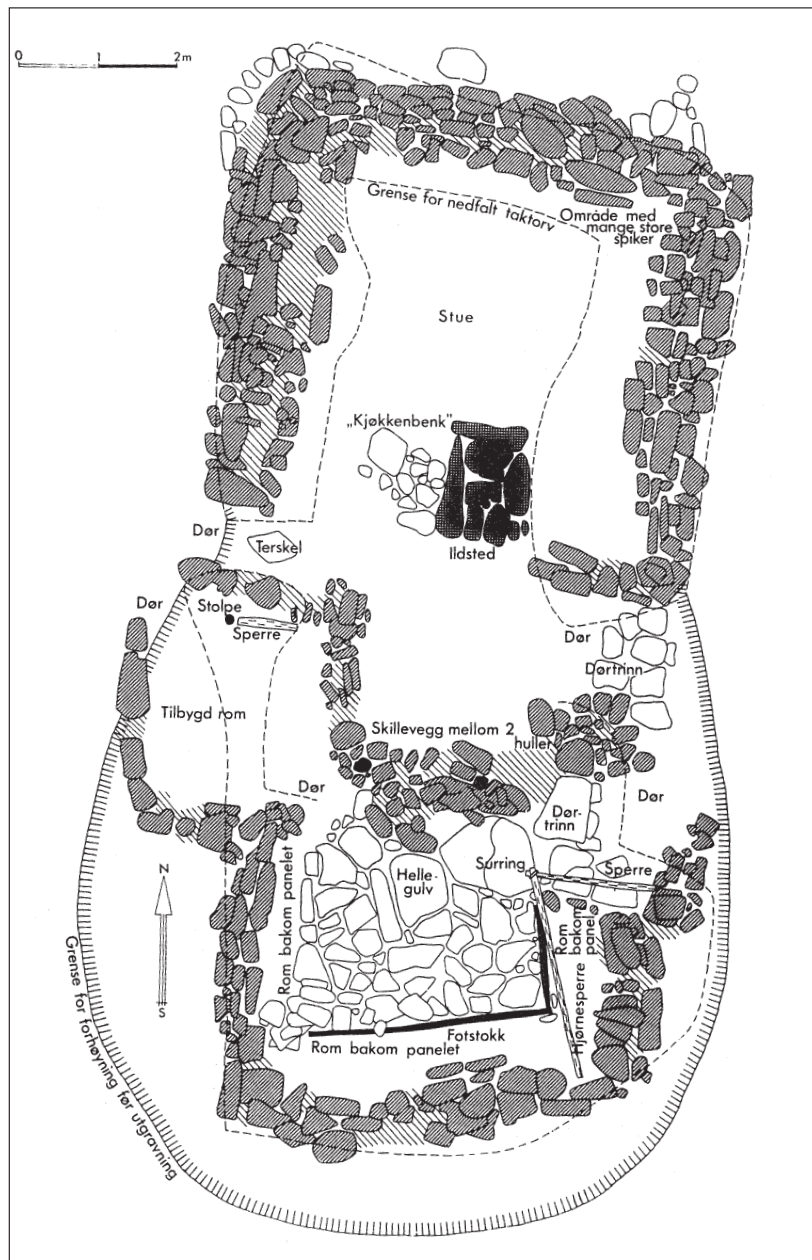 0 1 2m
Grense for nedfalt taktorv
Område med
mange store
spiker
Stue
„Kjøkkenbenk"
Dør
Terskel
Ildsted
Dør
Stolpe
Sperre
Dør
Dørtrinn
Tilbygd rom
Skillevegg mellom 2
huller
Dør
Dør-
trinn
Dør
Rom bakom panelet
Helle-
gulv
Surring
Sperre
N
S
Rom
bakom
panel
Hjørnesperre
Fotstokk
Rom bakom panelet
Grense for forhøyning før utgravning